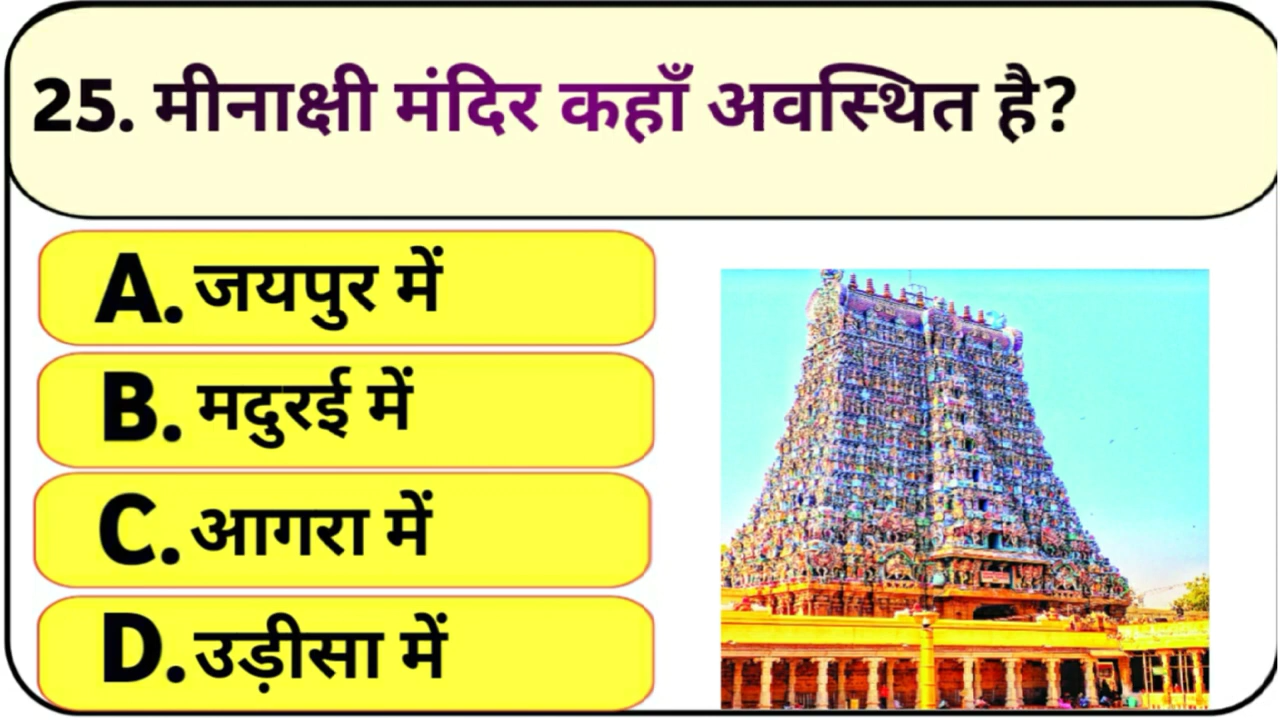 25. मीनाक्षी मंदिर कहाँ अवस्थित है?
A. जयपुर में
B. मदुरई में
C. आगरा में
D. उड़ीसा में